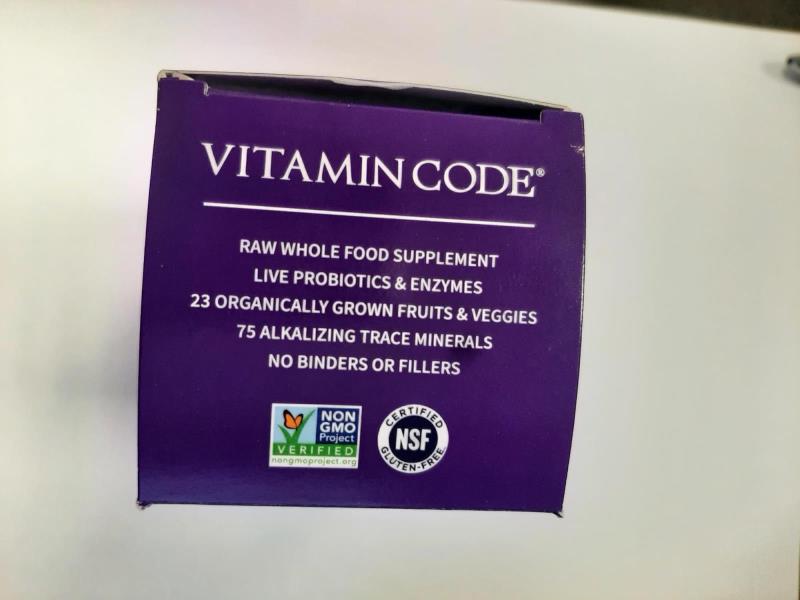 VITAMIN CODE®
RAW WHOLE FOOD SUPPLEMENT
LIVE PROBIOTICS & ENZYMES
23 ORGANICALLY GROWN FRUITS & VEGGIES
75 ALKALIZING TRACE MINERALS
NO BINDERS OR FILLERS
NON
GMO
Project
VERIFIED
nongmoproject.org
CERTIFIED
NSF
GLUTEN-FREE